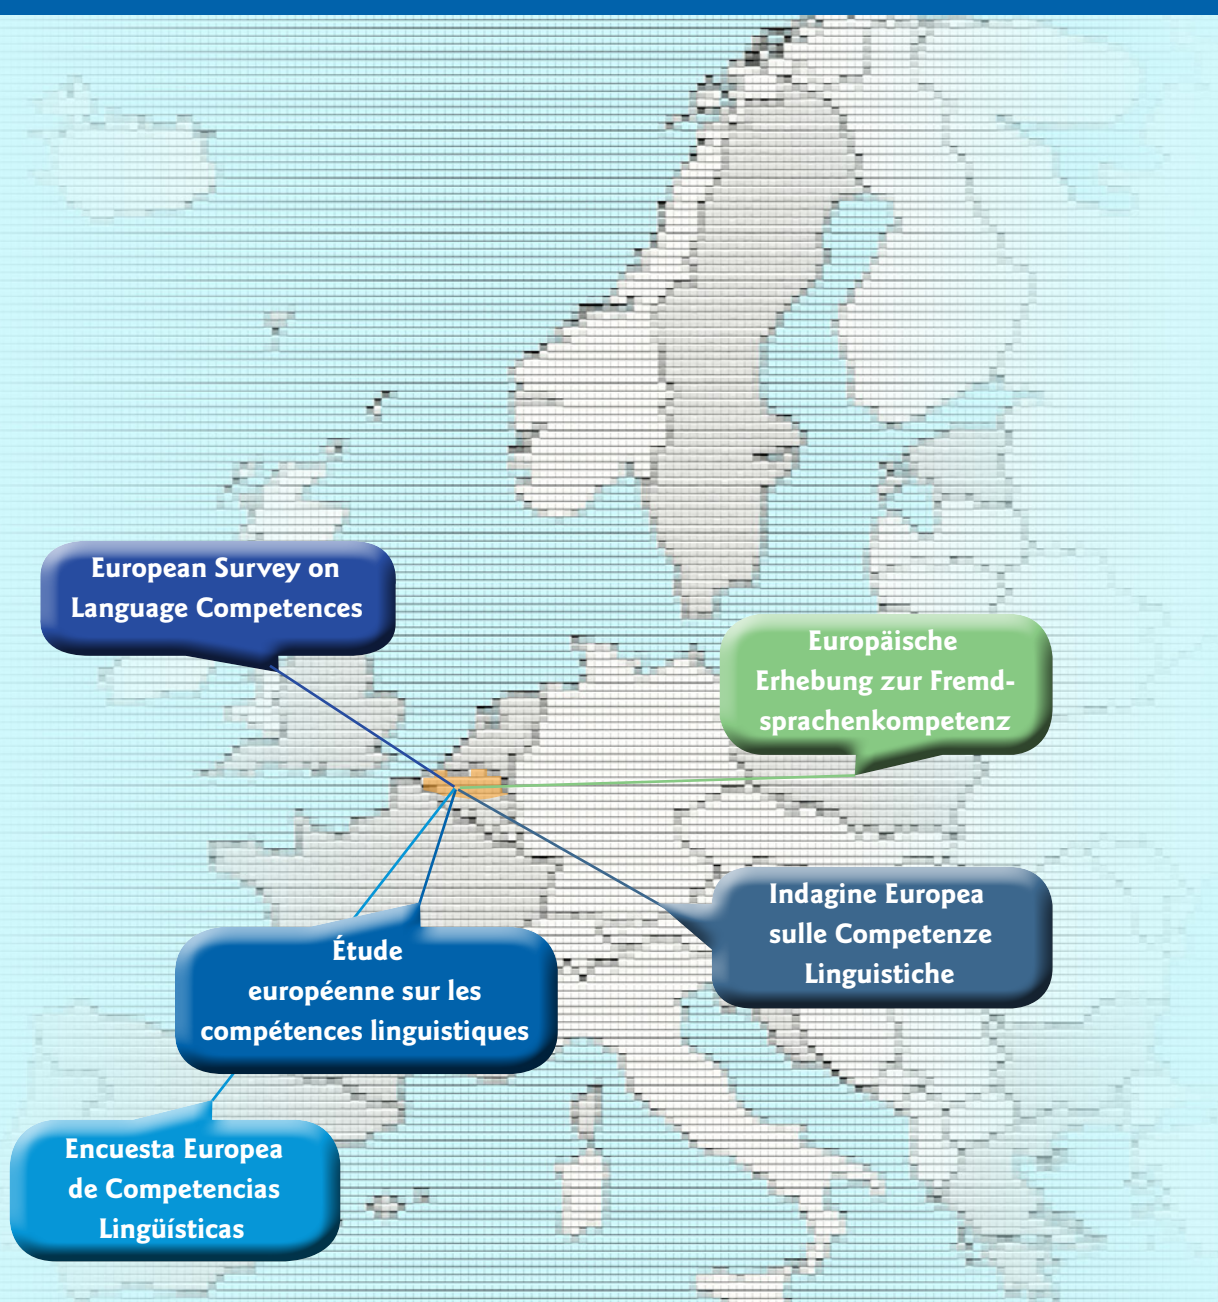 European Survey on
Language Competences
Europäische
Erhebung zur Fremd-
sprachenkompetenz
Indagine Europea
sulle Competenze
Linguistiche
Étude
européenne sur les
compétences linguistiques
Encuesta Europea
de Competencias
Lingüísticas